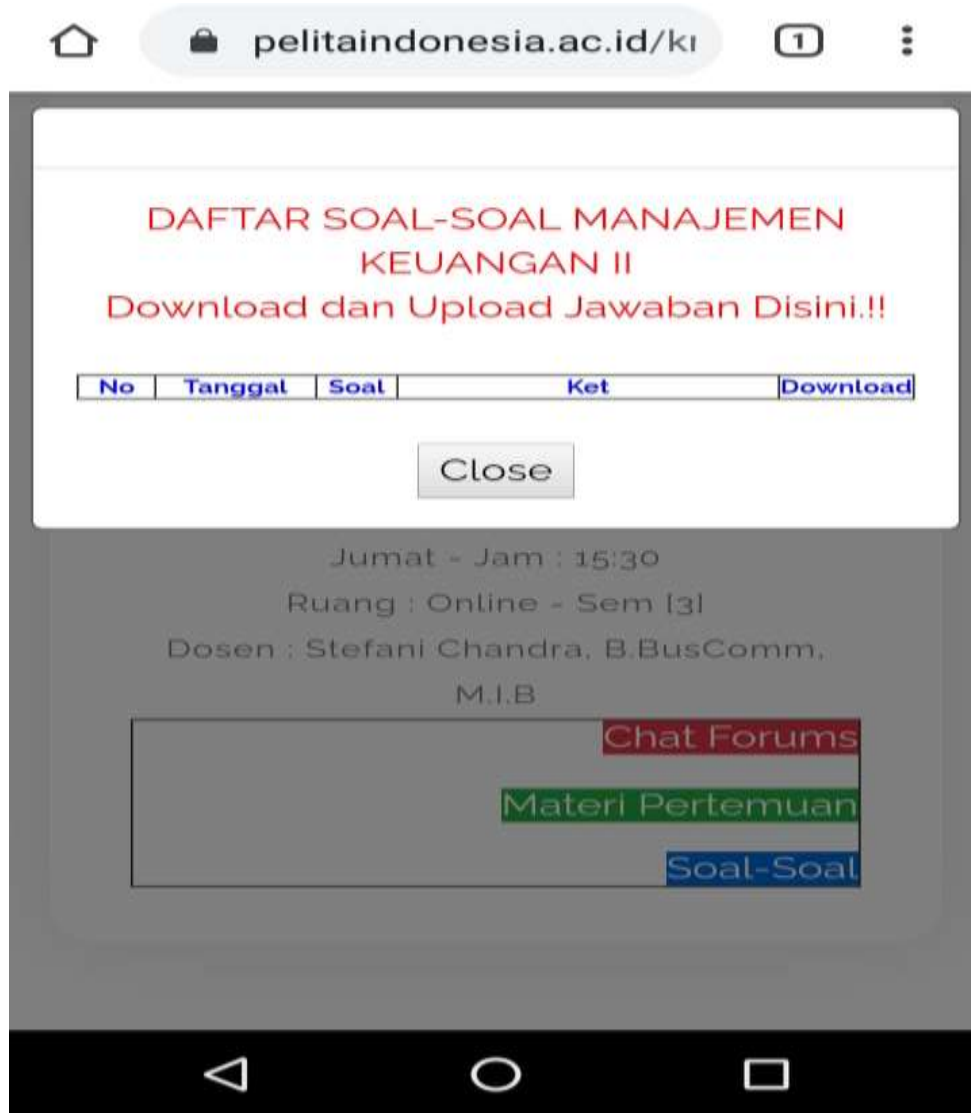 pelitaindonesia.ac.id/kr
1
DAFTAR SOAL-SOAL MANAJEMEN
KEUANGAN II
Download dan Upload Jawaban Disini.!!
No Tanggal Soal Ket Download
Close
Jumat - Jam : 15:30
Ruang : Online - Sem [3]
Dosen : Stefani Chandra, B.BusComm,
M.I.B
Chat Forums
Materi Pertemuan
Soal-Soal